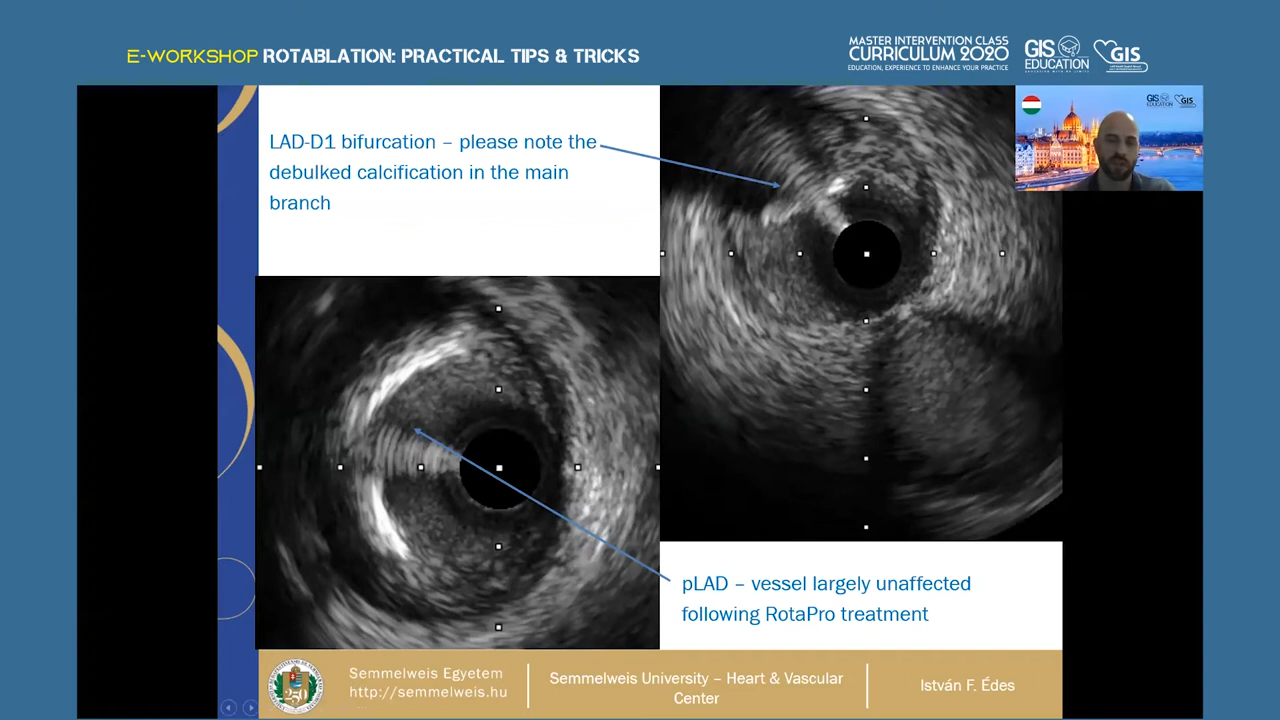 E-WORKSHOP ROTABLATION: PRACTICAL TIPS & TRICKS
MASTER INTERVENTION CLASS
CURRICULUM 2020
EDUCATION, EXPERIENCE TO ENHANCE YOUR PRACTICE
GIS
EDUCATION
GIS
LAD-D1 bifurcation – please note the
debulked calcification in the main
branch
pLAD – vessel largely unaffected
following RotaPro treatment
250
Semmelweis Egyetem
http://semmelweis.hu
Semmelweis University – Heart & Vascular
Center
István F. Édes